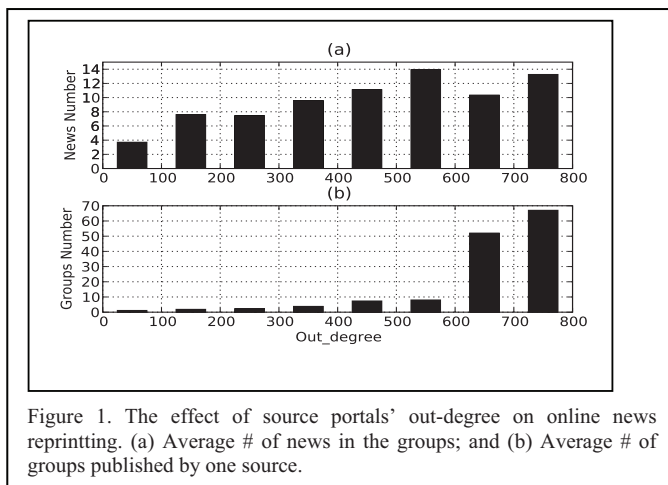 (a)
News Number
14
12
10
8
6
4
2
0
0 100 200 300 400 500 600 700 800
(b)
Groups Number
70
60
50
40
30
20
10
0
0 100 200 300 400 500 600 700 800
Out_degree
Figure 1. The effect of source portals' out-degree on online news
reprintting. (a) Average # of news in the groups; and (b) Average # of
groups published by one source.